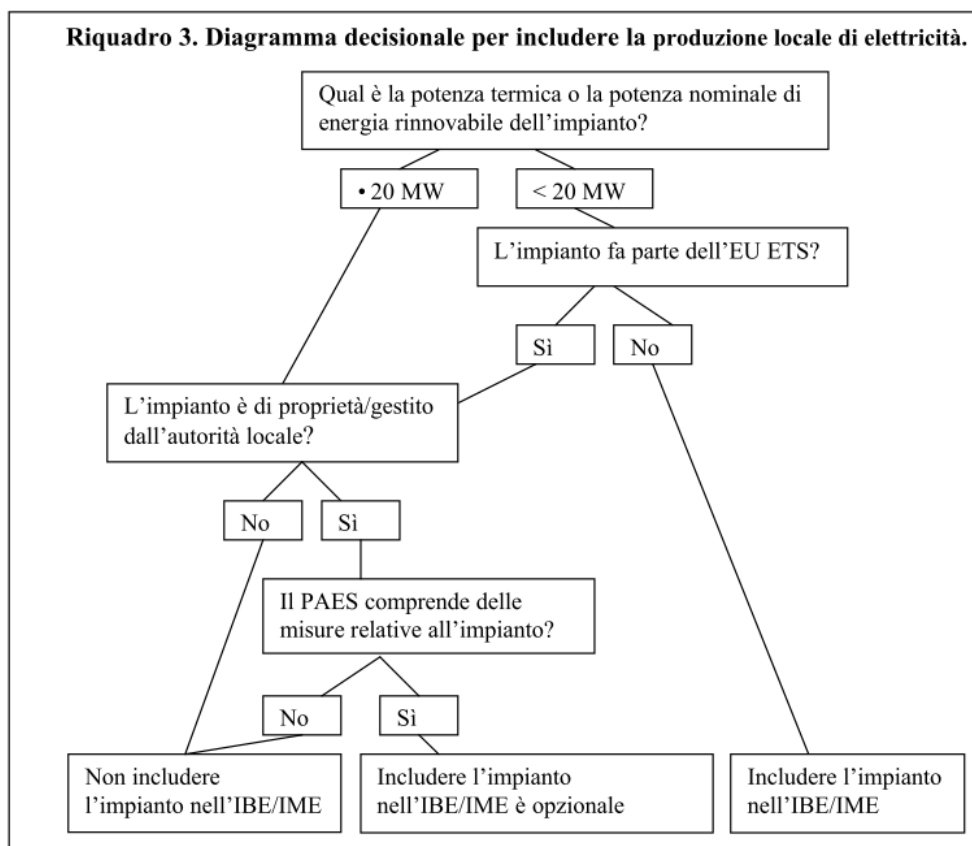 Riquadro 3. Diagramma decisionale per includere la produzione locale di elettricità.
Qual è la potenza termica o la potenza nominale di
energia rinnovabile dell’impianto?
• 20 MW
< 20 MW
L’impianto fa parte dell’EU ETS?
Sì
No
L’impianto è di proprietà/gestito
dall’autorità locale?
No
Sì
Il PAES comprende delle
misure relative all’impianto?
No
Sì
Non includere
l’impianto nell’IBE/IME
Includere l’impianto
nell’IBE/IME è opzionale
Includere l’impianto
nell’IBE/IME